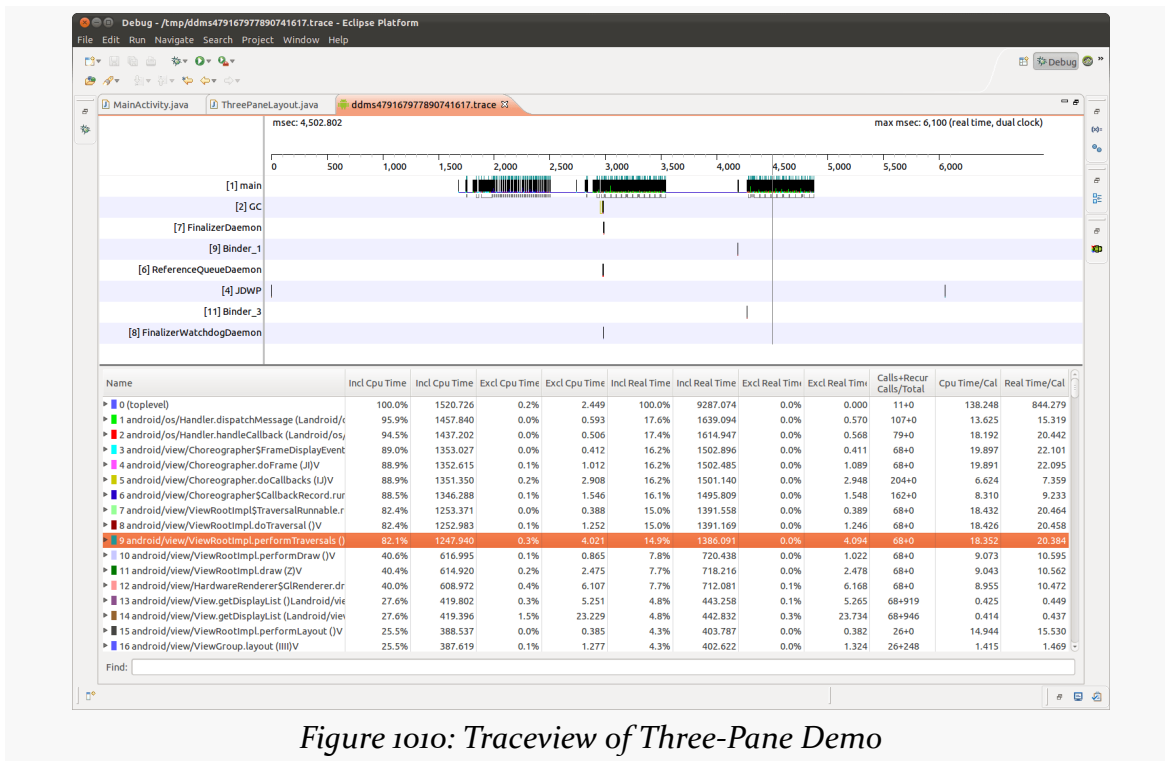 Debug - /tmp/ddms479167977890741617.trace - Eclipse Platform
File Edit Run Navigate Search Project Window Help
Debug »
MainActivity.java ThreePaneLayout.java ddms479167977890741617.trace
msec: 4,502.802 max msec: 6,100 (real time, dual clock)
0 500 1,000 1,500 2,000 2,500 3,000 3,500 4,000 4,500 5,000 5,500 6,000
[1] main
[2] GC
[7] FinalizerDaemon
[9] Binder_1
[6] ReferenceQueueDaemon
[4] JDWP
[11] Binder_3
[8] FinalizerWatchdogDaemon
Name Incl Cpu Time Incl Cpu Time Excl Cpu Time Excl Cpu Time Incl Real Time Incl Real Time Excl Real Time Excl Real Time Calls+Recur Calls/Total Cpu Time/Cal Real Time/Cal
0 (toplevel) 100.0% 1520.726 0.2% 2.449 100.0% 9287.074 0.0% 0.000 11+0 138.248 844.279
1 android/os/Handler.dispatchMessage (Landroid/c 95.9% 1457.840 0.0% 0.593 17.6% 1639.094 0.0% 0.570 107+0 13.625 15.319
2 android/os/Handler.handleCallback (Landroid/os/ 94.5% 1437.202 0.0% 0.506 17.4% 1614.947 0.0% 0.568 79+0 18.192 20.442
3 android/view/Choreographer$FrameDisplayEvent 89.0% 1353.027 0.0% 0.412 16.2% 1502.896 0.0% 0.411 68+0 19.897 22.101
4 android/view/Choreographer.doFrame (JI)V 88.9% 1352.615 0.1% 1.012 16.2% 1502.485 0.0% 1.089 68+0 19.891 22.095
5 android/view/Choreographer.doCallbacks (IJ)V 88.9% 1351.350 0.2% 2.908 16.2% 1501.140 0.0% 2.948 204+0 6.624 7.359
6 android/view/Choreographer$CallbackRecord.rur 88.5% 1346.288 0.1% 1.546 16.1% 1495.809 0.0% 1.548 162+0 8.310 9.233
7 android/view/ViewRootImpl$TraversalRunnable.r 82.4% 1253.371 0.0% 0.388 15.0% 1391.558 0.0% 0.389 68+0 18.432 20.464
8 android/view/ViewRootImpl.doTraversal ()V 82.4% 1252.983 0.1% 1.252 15.0% 1391.169 0.0% 1.246 68+0 18.426 20.458
9 android/view/ViewRootImpl.performTraversals () 82.1% 1247.940 0.3% 4.021 14.9% 1386.091 0.0% 4.094 68+0 18.352 20.384
10 android/view/ViewRootImpl.performDraw ()V 40.6% 616.995 0.1% 0.865 7.8% 720.438 0.0% 1.022 68+0 9.073 10.595
11 android/view/ViewRootImpl.draw (Z)V 40.4% 614.920 0.2% 2.475 7.7% 718.216 0.0% 2.478 68+0 9.043 10.562
12 android/view/HardwareRenderer$GlRenderer.dr 40.0% 608.972 0.4% 6.107 7.7% 712.081 0.1% 6.168 68+0 8.955 10.472
13 android/view/View.getDisplayList ()Landroid/vie 27.6% 419.802 0.3% 5.251 4.8% 443.258 0.1% 5.265 68+919 0.425 0.449
14 android/view/View.getDisplayList (Landroid/view 27.6% 419.396 1.5% 23.229 4.8% 442.832 0.3% 23.734 68+946 0.414 0.437
15 android/view/ViewRootImpl.performLayout ()V 25.5% 388.537 0.0% 0.385 4.3% 403.787 0.0% 0.382 26+0 14.944 15.530
16 android/view/ViewGroup.layout (IIII)V 25.5% 387.619 0.1% 1.277 4.3% 402.622 0.0% 1.324 26+248 1.415 1.469
Find:
Figure 1010: Traceview of Three-Pane Demo